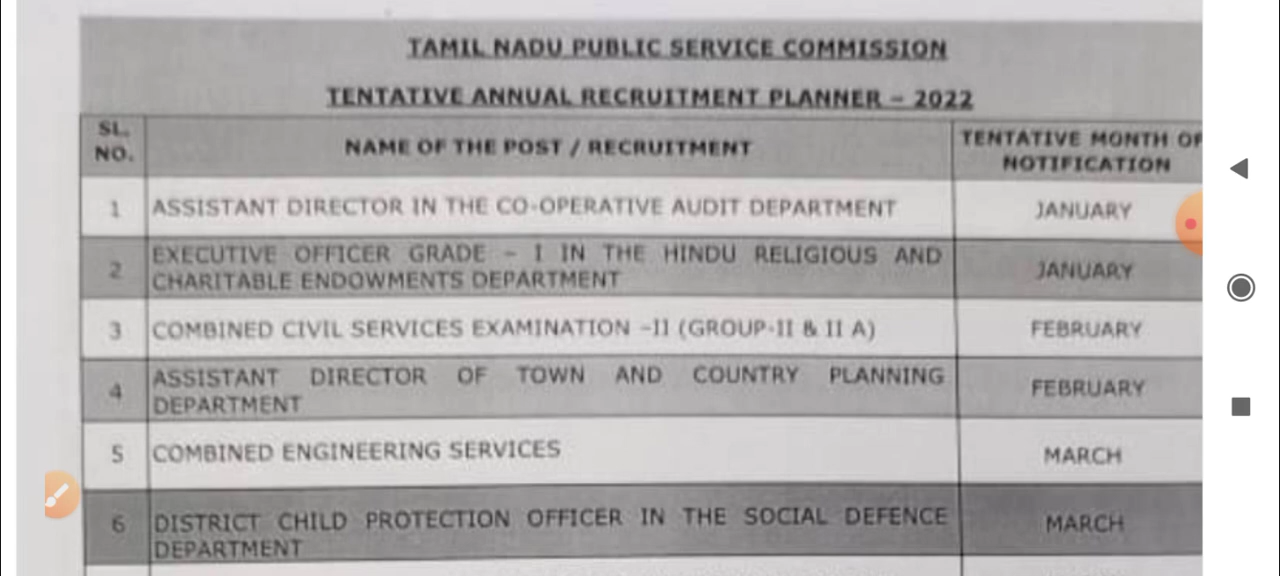 TAMIL NADU PUBLIC SERVICE COMMISSION
TENTATIVE ANNUAL RECRUITMENT PLANNER – 2022
SL. NO.
NAME OF THE POST / RECRUITMENT
TENTATIVE MONTH OF
NOTIFICATION
1
ASSISTANT DIRECTOR IN THE CO-OPERATIVE AUDIT DEPARTMENT
JANUARY
2
EXECUTIVE OFFICER GRADE – I IN THE HINDU RELIGIOUS AND
CHARITABLE ENDOWMENTS DEPARTMENT
JANUARY
3
COMBINED CIVIL SERVICES EXAMINATION –II (GROUP-II & II A)
FEBRUARY
4
ASSISTANT DIRECTOR OF TOWN AND COUNTRY PLANNING
DEPARTMENT
FEBRUARY
5
COMBINED ENGINEERING SERVICES
MARCH
6
DISTRICT CHILD PROTECTION OFFICER IN THE SOCIAL DEFENCE
DEPARTMENT
MARCH